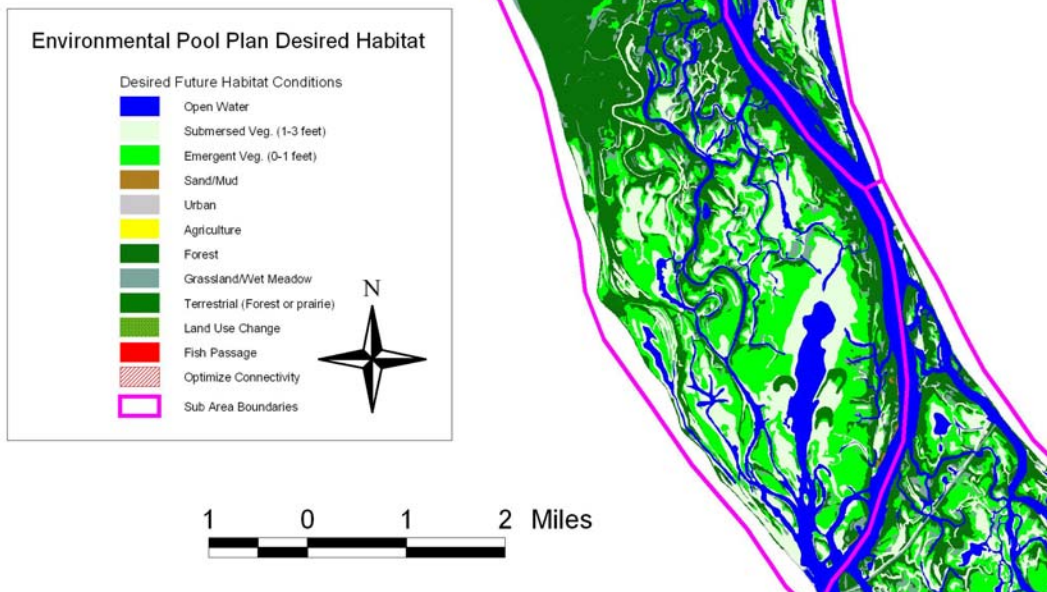 Environmental Pool Plan Desired Habitat
Desired Future Habitat Conditions
Open Water
Submersed Veg. (1-3 feet)
Emergent Veg. (0-1 feet)
Sand/Mud
Urban
Agriculture
Forest
Grassland/Wet Meadow
Terrestrial (Forest or prairie)
Land Use Change
Fish Passage
Optimize Connectivity
Sub Area Boundaries
N
1 0 1 2 Miles